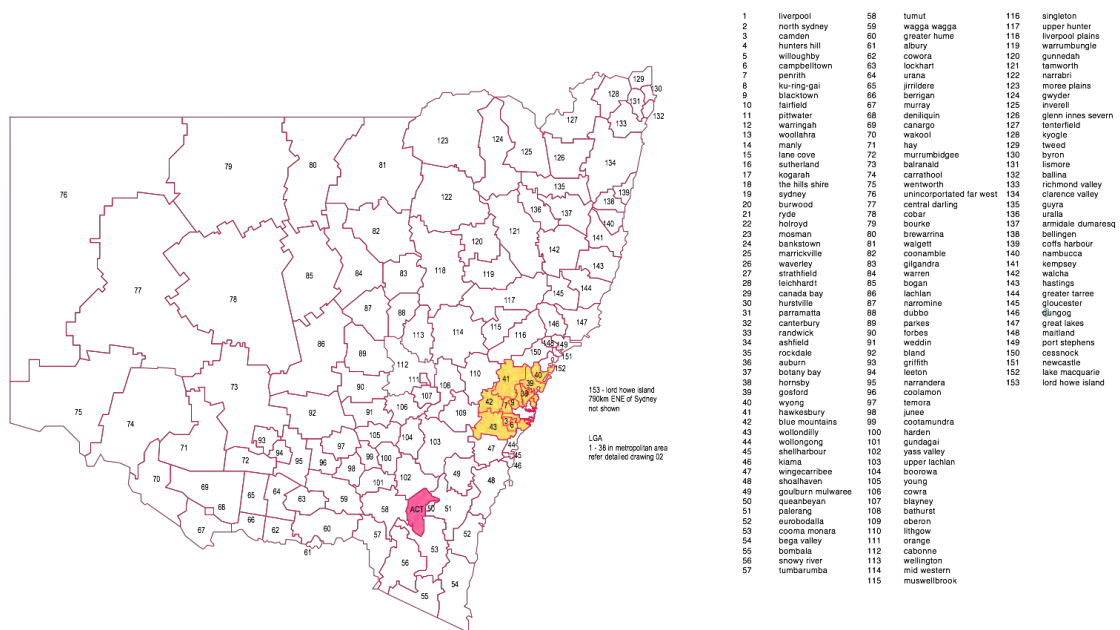 1 liverpool
2 north sydney
3 camden
4 hunters hill
5 willoughby
6 campbelltown
7 penrith
8 ku-ring-gai
9 blacktown
10 fairfield
11 pittwater
12 warringah
13 woollahra
14 manly
15 lane cove
16 sutherland
17 kogarah
18 the hills shire
19 sydney
20 burwood
21 ryde
22 holroyd
23 mosman
24 bankstown
25 marrickville
26 waverley
27 strathfield
28 leichhard1
29 canada bay
30 hurstville
31 parramatta
32 canterbury
33 randwick
34 ashfield
35 rockdale
36 auburn
37 botany bay
38 hornsby
39 gosford
40 wyong
41 hawkesbury
42 blue mountains
43 wollondilly
44 wollongong
45 shellharbour
46 kiama
47 wingecarribee
48 shoalhaven
49 goulburn mulwaree
50 queanbeyan
51 palerang
52 eurobodalla
53 cooma monara
54 bega valley
55 bombala
56 snowy river
57 tumbarumba
58 tumut
59 wagga wagga
60 greater hume
61 albury
62 cowora
63 lockhart
64 urana
65 jirrildere
66 berrigan
67 murray
68 deniliquin
69 canargo
70 wakool
71 hay
72 murrumbidgee
73 balranald
74 carrathool
75 wentworth
76 unincorportated far west
77 central darling
78 cobar
79 bourke
80 brewarrina
81 walgett
82 coonamble
83 gilgandra
84 warren
85 bogan
86 lachlan
87 narromine
88 dubbo
89 parkes
90 forbes
91 weddin
92 bland
93 griffith
94 leeton
95 narrandera
96 coolamon
97 temora
98 junee
99 cootamundra
100 harden
101 gundagai
102 yass valley
103 upper lachlan
104 boorowa
105 young
106 cowra
107 blayney
108 bathurst
109 oberon
110 lithgow
111 orange
112 cabonne
113 wellington
114 mid western
115 muswellbrook
116 singleton
117 upper hunter
118 liverpool plains
119 warrumbungle
120 gunnedah
121 tamworth
122 narrabri
123 moree plains
124 gwyder
125 inverell
126 glenn innes severn
127 tenterfield
128 kyogle
129 tweed
130 byron
131 lismore
132 ballina
133 richmond valley
134 clarence valley
135 guyra
136 uralla
137 armidale dumaresq
138 bellingen
139 coffs harbour
140 nambucca
141 kempsey
142 walcha
143 hastings
144 greater tarree
145 gloucester
146 dungog
147 great lakes
148 maitland
149 port stephens
150 cessnock
151 newcastle
152 lake macquarie
153 lord howe island
153 - lord howe island
790km ENE of Sydney
not shown
LGA
1 - 38 in metropolitan area
refer detailed drawing 02
ACT